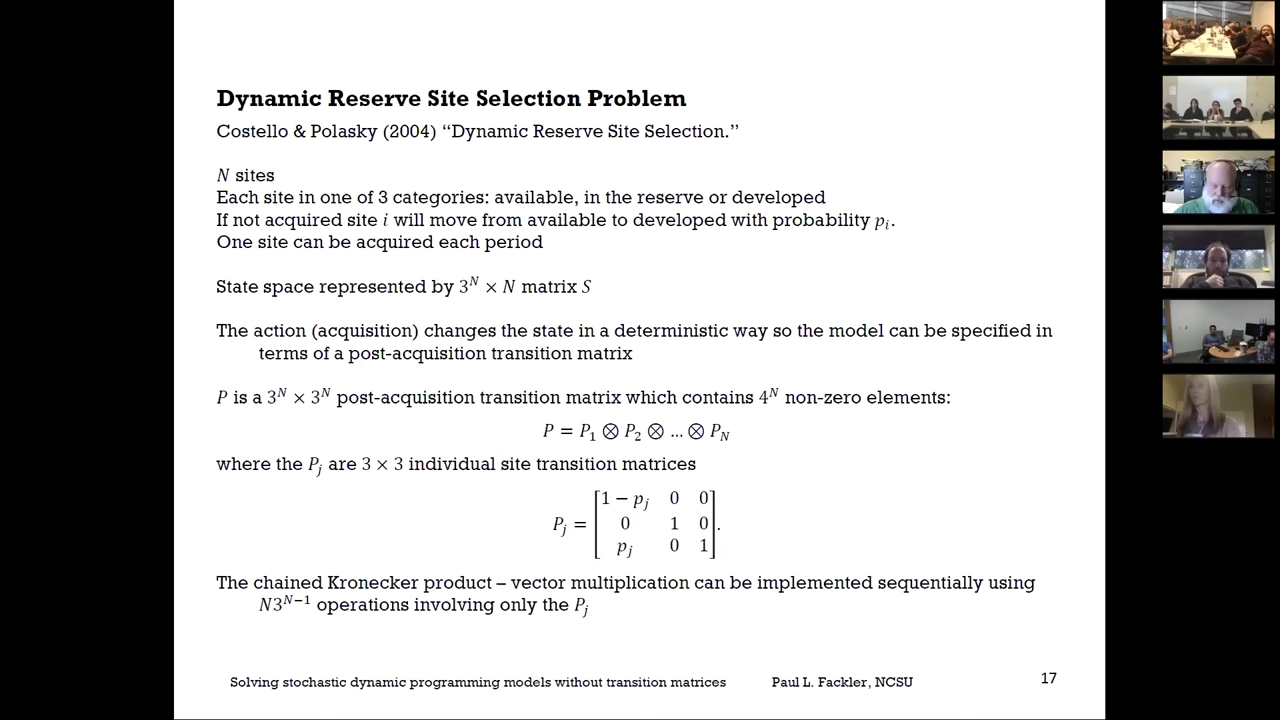 Dynamic Reserve Site Selection Problem
Costello & Polasky (2004) “Dynamic Reserve Site Selection.”
N sites
Each site in one of 3 categories: available, in the reserve or developed
If not acquired site i will move from available to developed with probability pᵢ.
One site can be acquired each period
State space represented by 3ᴺ × N matrix S
The action (acquisition) changes the state in a deterministic way so the model can be specified in
terms of a post-acquisition transition matrix
P is a 3ᴺ × 3ᴺ post-acquisition transition matrix which contains 4ᴺ non-zero elements:
P = P₁ ⊗ P₂ ⊗ … ⊗ P_N
where the Pⱼ are 3 × 3 individual site transition matrices
Pⱼ = [1 − pⱼ 0 0
0 1 0
pⱼ 0 1].
The chained Kronecker product – vector multiplication can be implemented sequentially using
N3ᴺ⁻¹ operations involving only the Pⱼ
Solving stochastic dynamic programming models without transition matrices Paul L. Fackler, NCSU 17